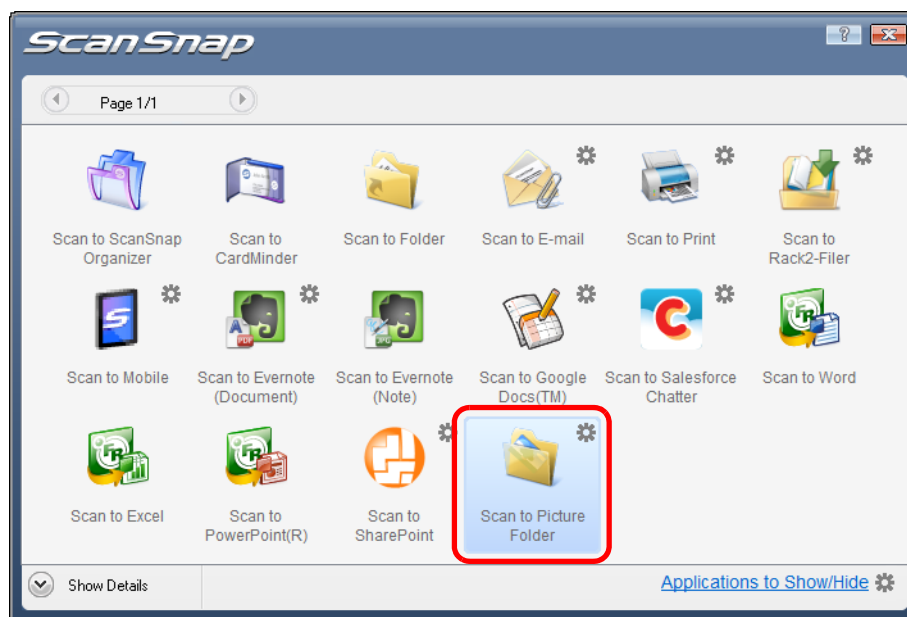 ScanSnap
?
Page 1/1
Scan to ScanSnap
Organizer
Scan to
CardMinder
Scan to Folder
Scan to E-mail
Scan to Print
Scan to
Rack2-Filer
Scan to Mobile
Scan to Evernote
(Document)
Scan to Evernote
(Note)
Scan to Google
Docs(TM)
Scan to Salesforce
Chatter
Scan to Word
Scan to Excel
Scan to
PowerPoint(R)
Scan to
SharePoint
Scan to Picture
Folder
Show Details
Applications to Show/Hide